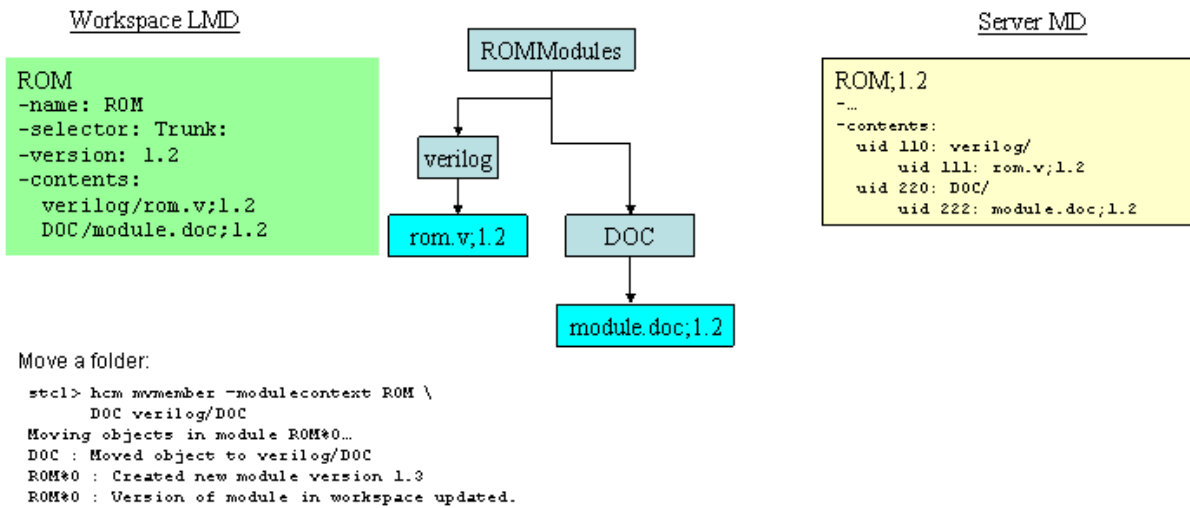 Workspace LMD
ROM
-name: ROM
-selector: Trunk:
-version: 1.2
-contents:
verilog/rom.v;1.2
DOC/module.doc;1.2
ROMModules
verilog
rom.v;1.2
DOC
module.doc;1.2
Server MD
ROM;1.2
-…
-contents:
uid 110: verilog/
uid 111: rom.v;1.2
uid 220: DOC/
uid 222: module.doc;1.2
Move a folder:
stcl> hcm mvmember -modulecontext ROM \
DOC verilog/DOC
Moving objects in module ROM%0…
DOC : Moved object to verilog/DOC
ROM%0 : Created new module version 1.3
ROM%0 : Version of module in workspace updated.